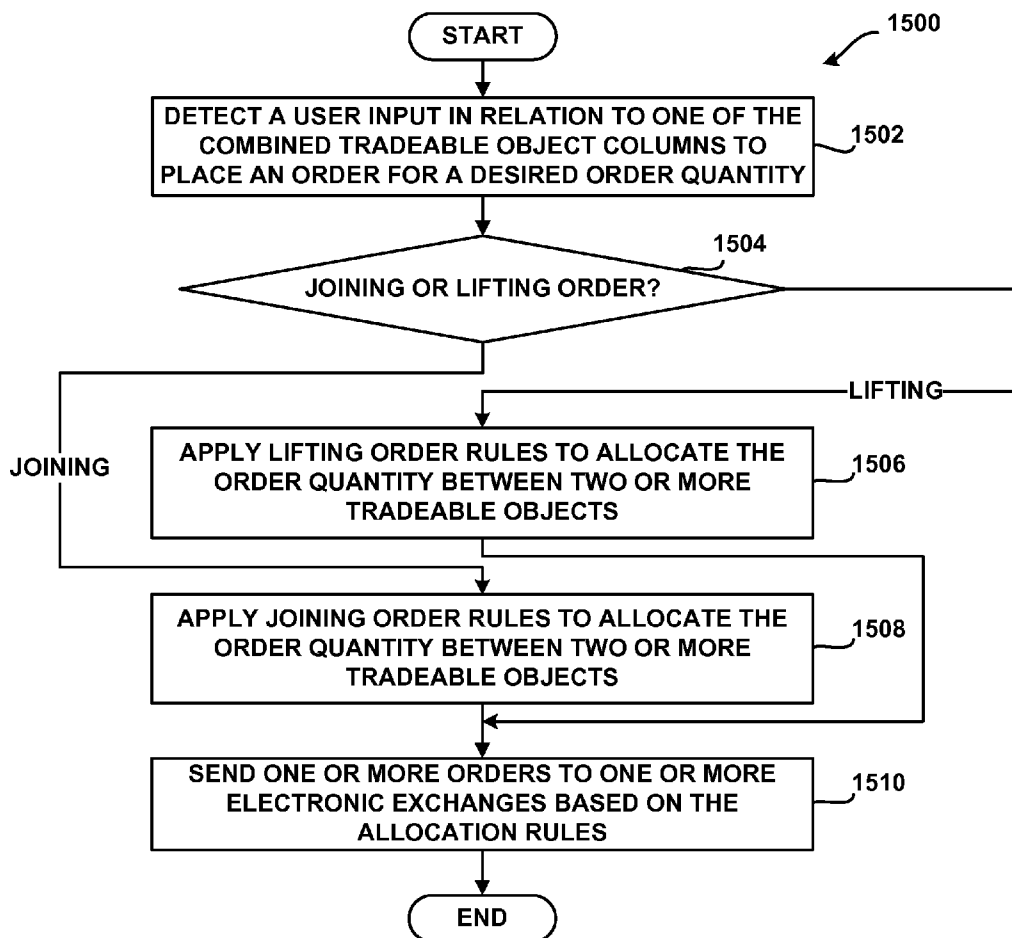 START
1500
DETECT A USER INPUT IN RELATION TO ONE OF THE
COMBINED TRADEABLE OBJECT COLUMNS TO
PLACE AN ORDER FOR A DESIRED ORDER QUANTITY
1502
1504
JOINING OR LIFTING ORDER?
LIFTING
JOINING
APPLY LIFTING ORDER RULES TO ALLOCATE THE
ORDER QUANTITY BETWEEN TWO OR MORE
TRADEABLE OBJECTS
1506
APPLY JOINING ORDER RULES TO ALLOCATE THE
ORDER QUANTITY BETWEEN TWO OR MORE
TRADEABLE OBJECTS
1508
SEND ONE OR MORE ORDERS TO ONE OR MORE
ELECTRONIC EXCHANGES BASED ON THE
ALLOCATION RULES
1510
END